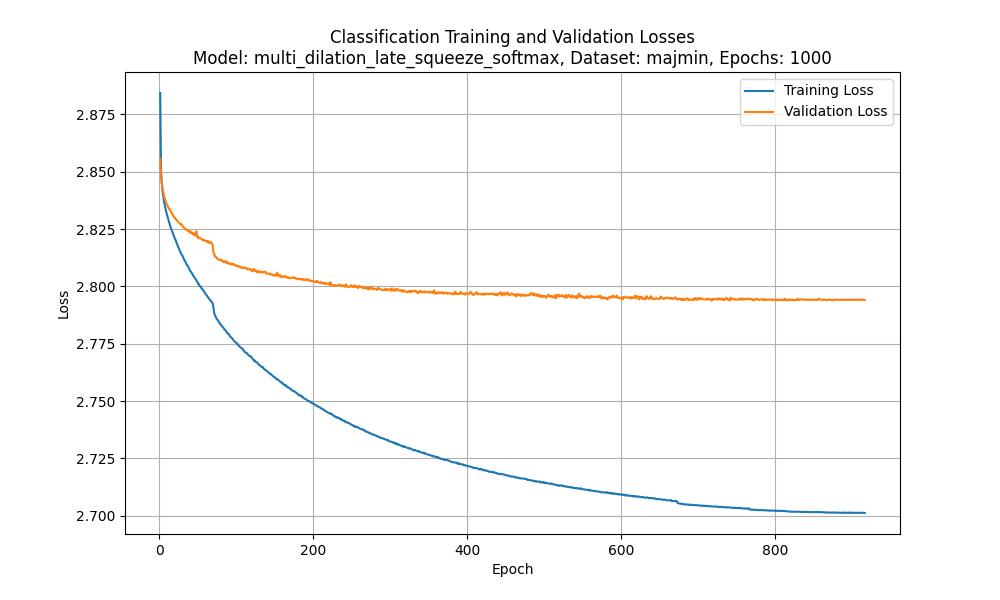 Classification Training and Validation Losses
Model: multi_dilation_late_squeeze_softmax, Dataset: majmin, Epochs: 1000
Training Loss
Validation Loss
2.875
2.850
2.825
2.800
2.775
2.750
2.725
2.700
Loss
0 200 400 600 800
Epoch